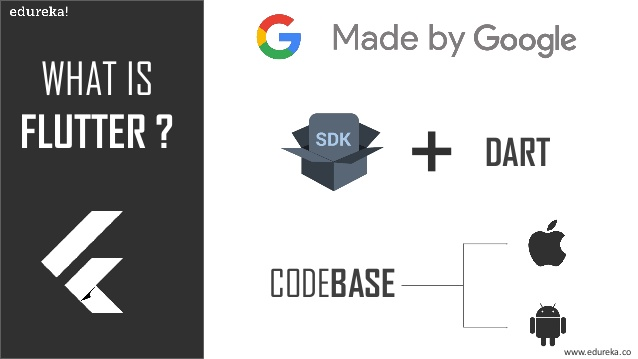 edureka!
WHAT IS
FLUTTER ?
Made by Google
SDK
DART
CODEBASE
www.edureka.co